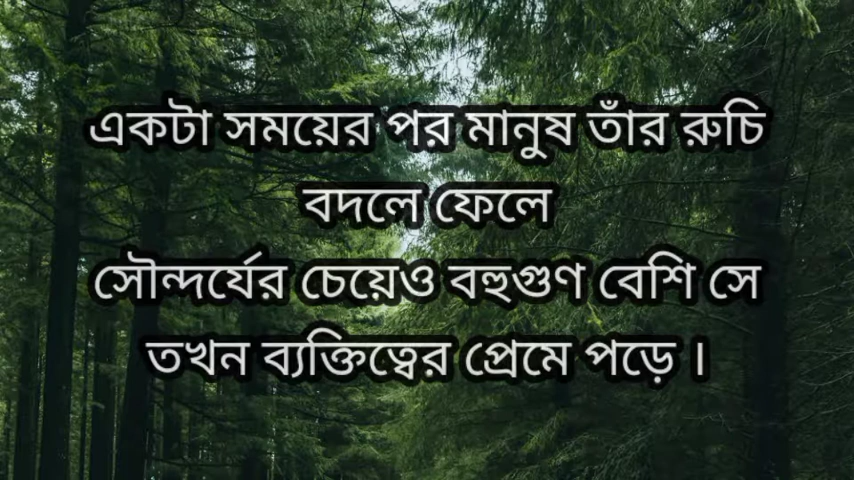 একটা সময়ের পর মানুষ তাঁর রুচি
বদলে ফেলে
সৌন্দর্যের চেয়েও বহুগুণ বেশি সে
তখন ব্যক্তিত্বের প্রেমে পড়ে ।